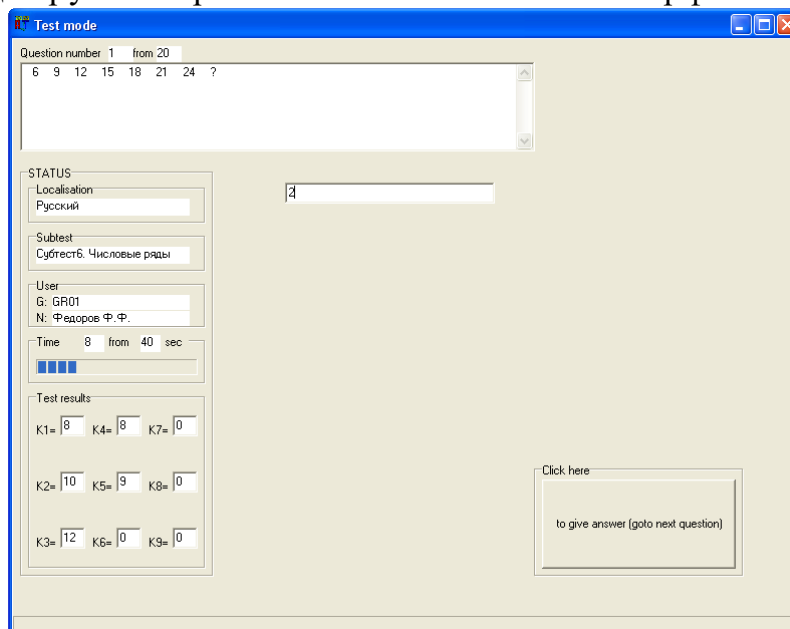 Test mode
Question number 1 from 20
6 9 12 15 18 21 24 ?
STATUS
Localisation
Русский
2
Subtest
Субтест6. Числовые ряды
User
G: GR01
N: Федоров Ф.Ф.
Time 8 from 40 sec
Test results
K1= 8 K4= 8 K7= 0
K2= 10 K5= 9 K8= 0
K3= 12 K6= 0 K9= 0
Click here
to give answer (goto next question)